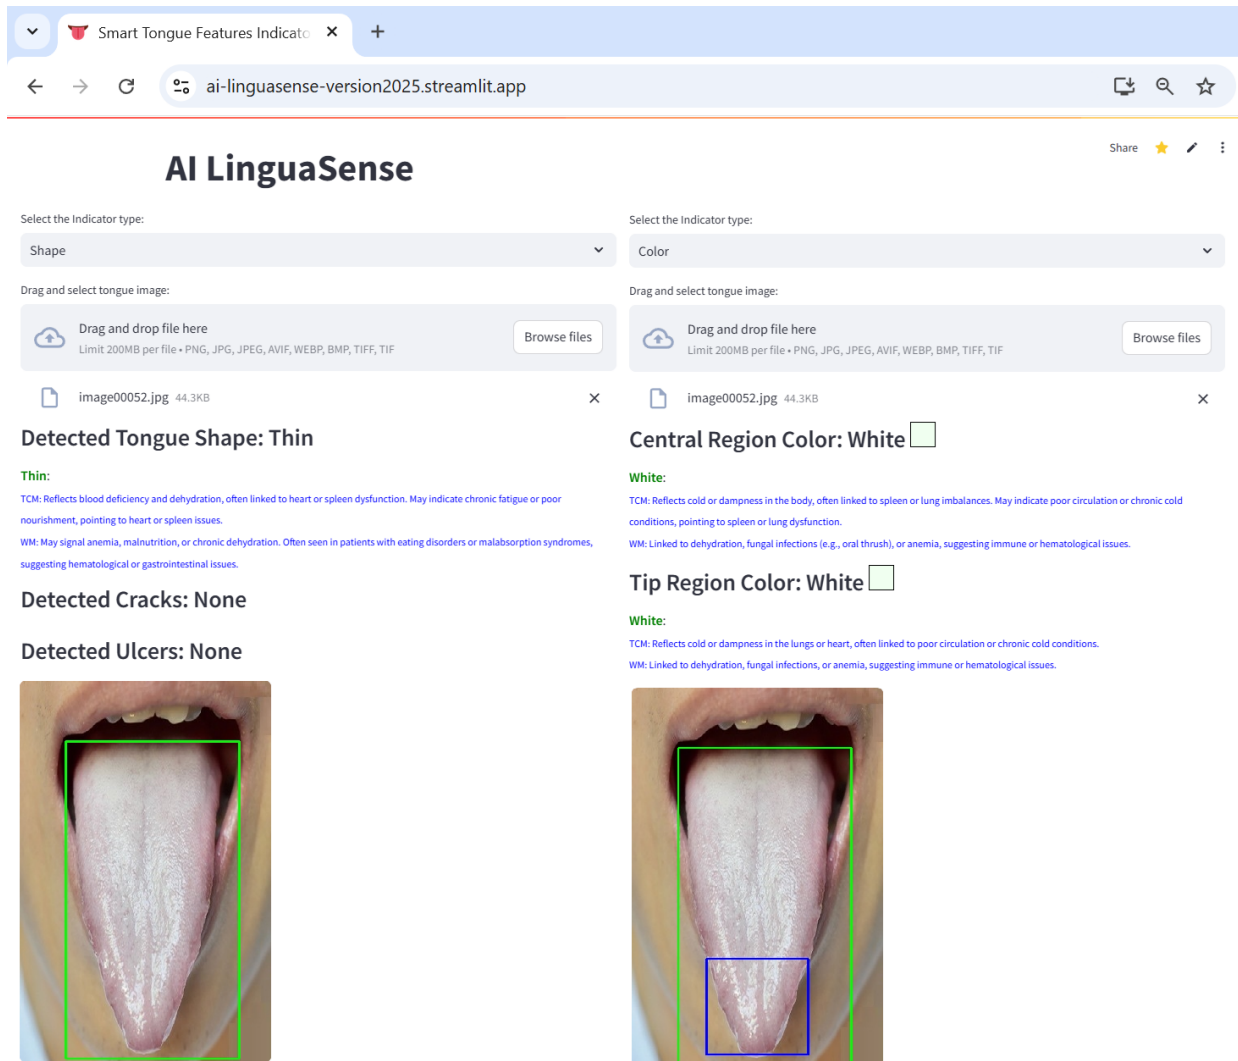 Smart Tongue Features Indicato
ai-linguasense-version2025.streamlit.app
Share
AI LinguaSense
Select the Indicator type:
Shape
Drag and select tongue image:
Drag and drop file here
Limit 200MB per file • PNG, JPG, JPEG, AVIF, WEBP, BMP, TIFF, TIF
Browse files
image00052.jpg 44.3KB
Detected Tongue Shape: Thin
Thin:
TCM: Reflects blood deficiency and dehydration, often linked to heart or spleen dysfunction. May indicate chronic fatigue or poor
nourishment, pointing to heart or spleen issues.
WM: May signal anemia, malnutrition, or chronic dehydration. Often seen in patients with eating disorders or malabsorption syndromes,
suggesting hematological or gastrointestinal issues.
Detected Cracks: None
Detected Ulcers: None
Select the Indicator type:
Color
Drag and select tongue image:
Drag and drop file here
Limit 200MB per file • PNG, JPG, JPEG, AVIF, WEBP, BMP, TIFF, TIF
Browse files
image00052.jpg 44.3KB
Central Region Color: White
White:
TCM: Reflects cold or dampness in the body, often linked to spleen or lung imbalances. May indicate poor circulation or chronic cold
conditions, pointing to spleen or lung dysfunction.
WM: Linked to dehydration, fungal infections (e.g., oral thrush), or anemia, suggesting immune or hematological issues.
Tip Region Color: White
White:
TCM: Reflects cold or dampness in the lungs or heart, often linked to poor circulation or chronic cold conditions.
WM: Linked to dehydration, fungal infections, or anemia, suggesting immune or hematological issues.